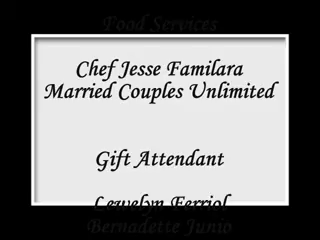 Food Services
Chef Jesse Familara
Married Couples Unlimited
Gift Attendant
Lewelyn Ferriol
Bernadette Junio